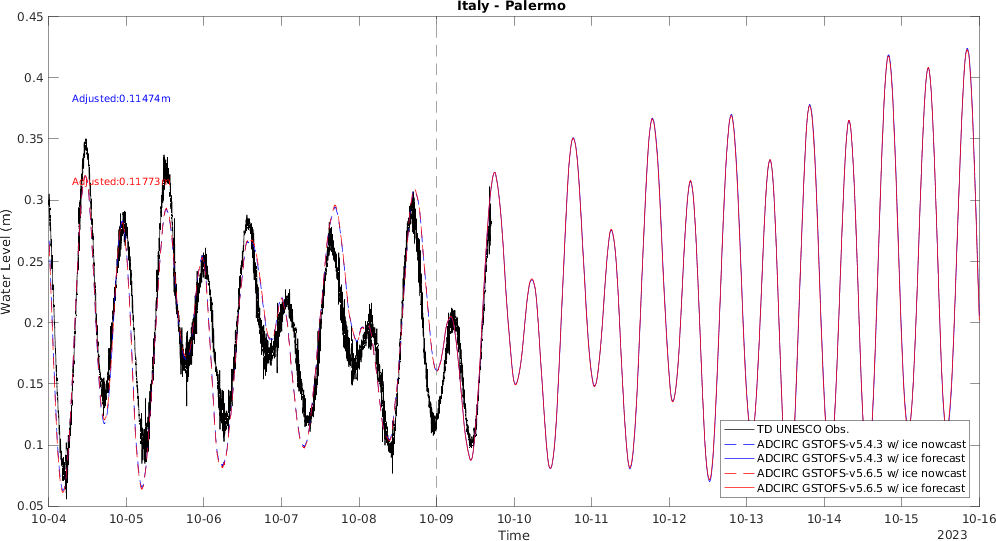 Italy - Palermo
0.45
0.4
0.35
0.3
0.25
0.2
0.15
0.1
0.05
Water Level (m)
Adjusted:0.11474m
Adjusted:0.11773m
TD UNESCO Obs.
ADCIRC GSTOFS-v5.4.3 w/ ice nowcast
ADCIRC GSTOFS-v5.4.3 w/ ice forecast
ADCIRC GSTOFS-v5.6.5 w/ ice nowcast
ADCIRC GSTOFS-v5.6.5 w/ ice forecast
10-04 10-05 10-06 10-07 10-08 10-09 10-10 10-11 10-12 10-13 10-14 10-15 10-16
Time
2023